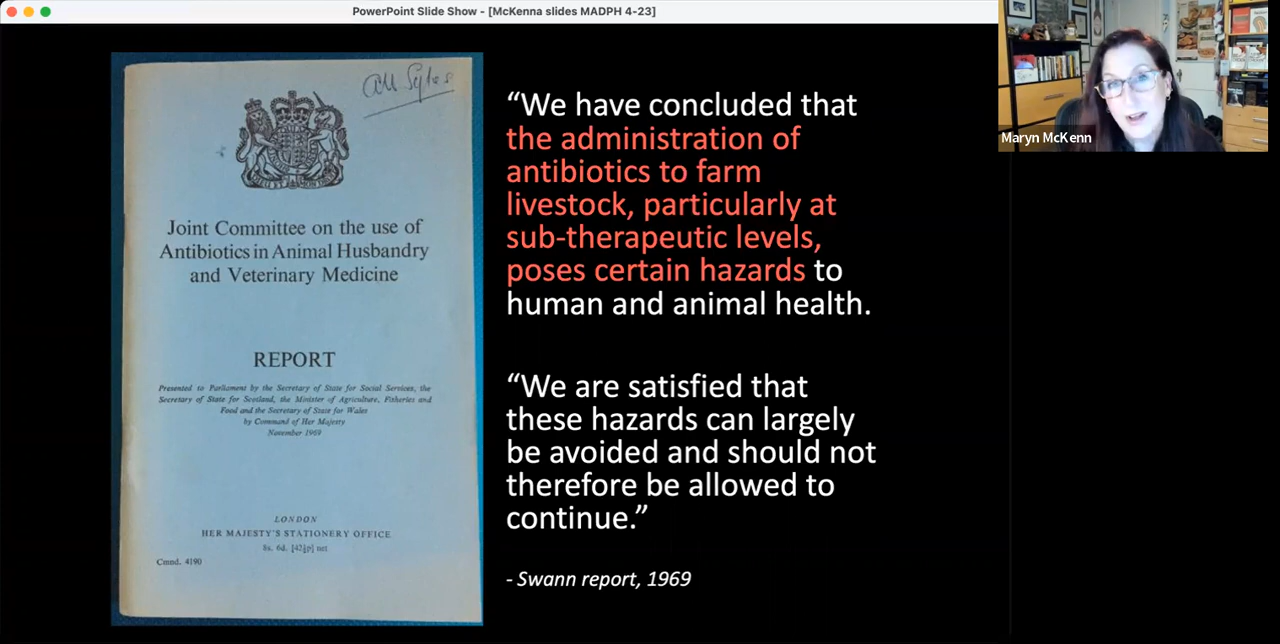 PowerPoint Slide Show - [McKenna slides MADPH 4-23]
Joint Committee on the use of
Antibiotics in Animal Husbandry
and Veterinary Medicine
REPORT
Presented to Parliament by the Secretary of State for Social Services, the
Secretary of State for Scotland, the Minister of Agriculture, Fisheries and
Food and the Secretary of State for Wales
by Command of Her Majesty
November 1969
LONDON
HER MAJESTY'S STATIONERY OFFICE
8s. 6d. [42½p] net
Cmnd. 4190
“We have concluded that
the administration of
antibiotics to farm
livestock, particularly at
sub-therapeutic levels,
poses certain hazards to
human and animal health.
“We are satisfied that
these hazards can largely
be avoided and should not
therefore be allowed to
continue.”
- Swann report, 1969
Maryn McKenn